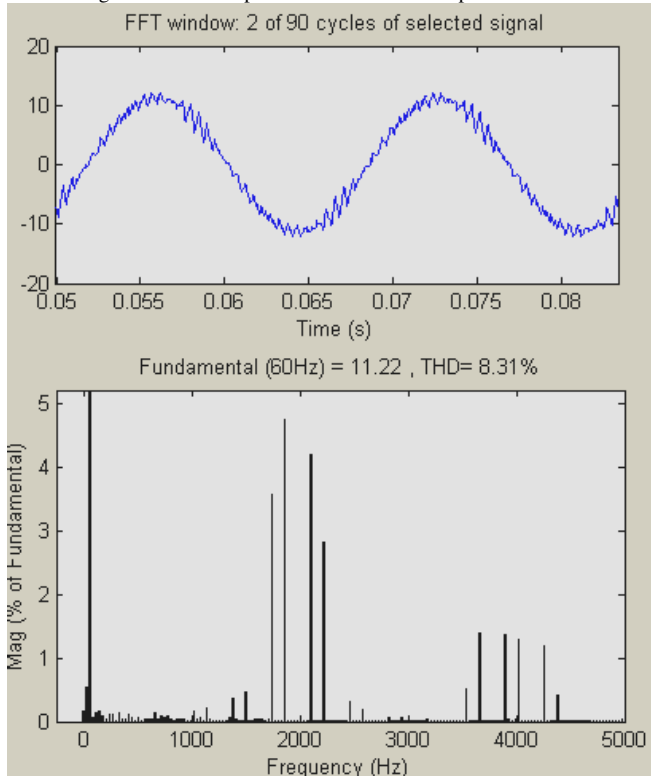 FFT window: 2 of 90 cycles of selected signal
20
10
0
-10
-20
0.05 0.055 0.06 0.065 0.07 0.075 0.08
Time (s)
Fundamental (60Hz) = 11.22 , THD= 8.31%
Mag (% of Fundamental)
5
4
3
2
1
0
0 1000 2000 3000 4000 5000
Frequency (Hz)